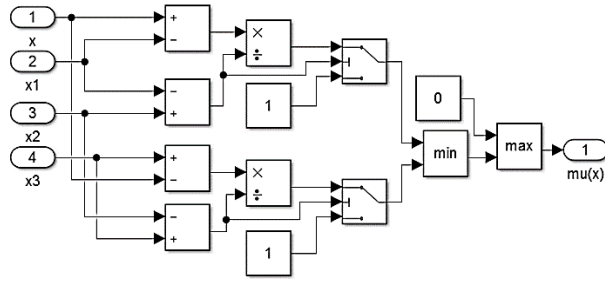 1
x
2
x1
3
x2
4
x3
+
−
−
+
×
÷
1
+
−
−
+
×
÷
1
0
min
max
1
mu(x)